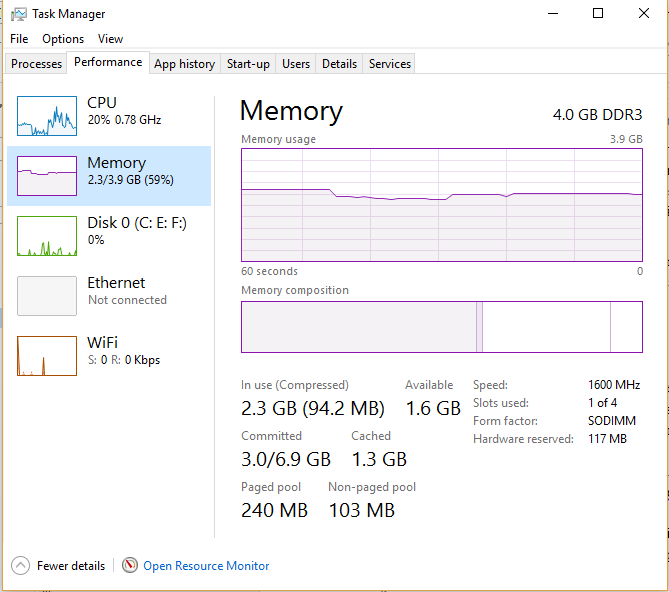 Task Manager
File Options View
Processes Performance App history Start-up Users Details Services
CPU
20% 0.78 GHz
Memory
2.3/3.9 GB (59%)
Disk 0 (C: E: F:)
0%
Ethernet
Not connected
WiFi
S: 0 R: 0 Kbps
Memory 4.0 GB DDR3
Memory usage 3.9 GB
60 seconds 0
Memory composition
In use (Compressed) Available
2.3 GB (94.2 MB) 1.6 GB
Committed Cached
3.0/6.9 GB 1.3 GB
Paged pool Non-paged pool
240 MB 103 MB
Speed: 1600 MHz
Slots used: 1 of 4
Form factor: SODIMM
Hardware reserved: 117 MB
Fewer details Open Resource Monitor